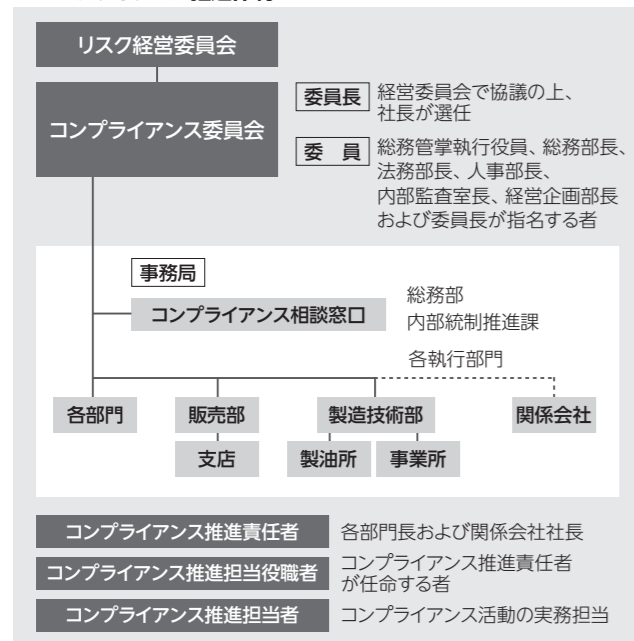 リスク経営委員会
コンプライアンス委員会
委員長 経営委員会で協議の上、
社長が選任
委 員 総務管掌執行役員、総務部長、
法務部長、人事部長、
内部監査室長、経営企画部長
および委員長が指名する者
事務局
コンプライアンス相談窓口
総務部
内部統制推進課
各執行部門
各部門 販売部 製造技術部 関係会社
支店 製油所 事業所
コンプライアンス推進責任者 各部門長および関係会社社長
コンプライアンス推進担当役職者 コンプライアンス推進責任者
が任命する者
コンプライアンス推進担当者 コンプライアンス活動の実務担当